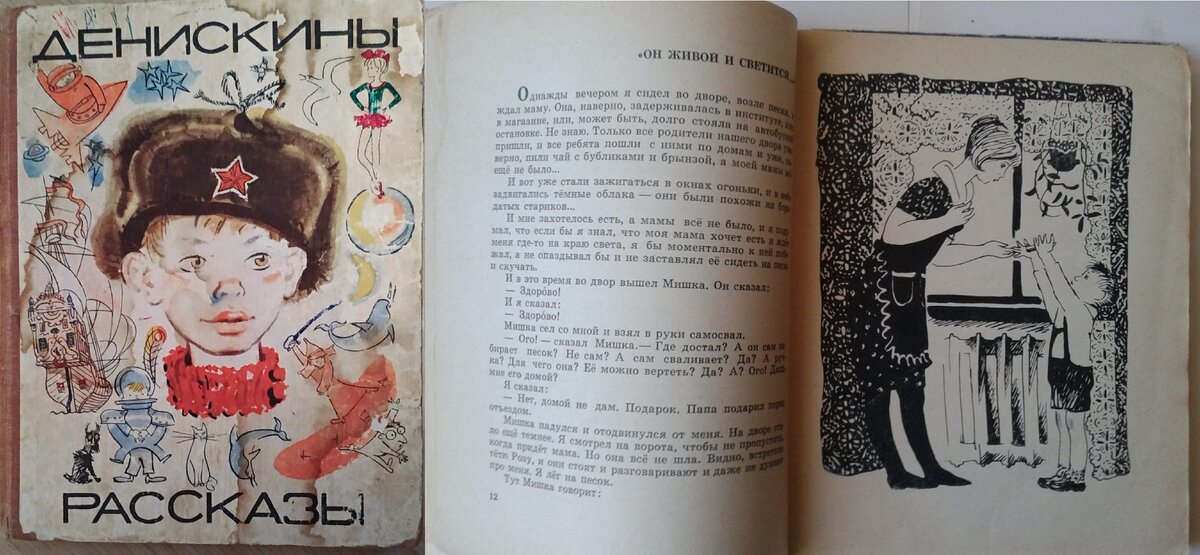 ДЕНИСКИНЫ
РАССКАЗЫ
«ОН ЖИВОЙ И СВЕТИТСЯ...»
Однажды вечером я сидел во дворе, возле песка, и
ждал маму. Она, наверно, задерживалась в институте, или
в магазине, или, может быть, долго стояла на автобусной
остановке. Не знаю. Только все родители нашего двора уже
пришли, и все ребята пошли с ними по домам и уже, на-
верно, пили чай с бубликами и брынзой, а моей мамы всё
ещё не было...
И вот уже стали зажигаться в окнах огоньки, и в небе
задвигались тёмные облака — они были похожи на боро-
датых стариков...
И мне захотелось есть, а мамы всё не было, и я поду-
мал, что если бы я знал, что моя мама хочет есть и ждёт
меня где-то на краю света, я бы моментально к ней побе-
жал, а не опаздывал бы и не заставлял её сидеть на песке
и скучать.
И в это время во двор вышел Мишка. Он сказал:
— Здоро́во!
И я сказал:
— Здоро́во!
Мишка сел со мной и взял в руки самосвал.
— Ого! — сказал Мишка.— Где достал? А он сам на-
бирает песок? Не сам? А сам сваливает? Да? А руч-
ка? Для чего она? Её можно вертеть? Да? А? Ого! Дашь
мне его домой?
Я сказал:
— Нет, домой не дам. Подарок. Папа подарил перед
отъездом.
Мишка надулся и отодвинулся от меня. На дворе ста-
ло ещё темнее. Я смотрел на ворота, чтобы не пропустить,
когда придёт мама. Но она всё не шла. Видно, встретила
тётю Розу, и они стоят и разговаривают и даже не думают
про меня. Я лёг на песок.
Тут Мишка говорит:
12